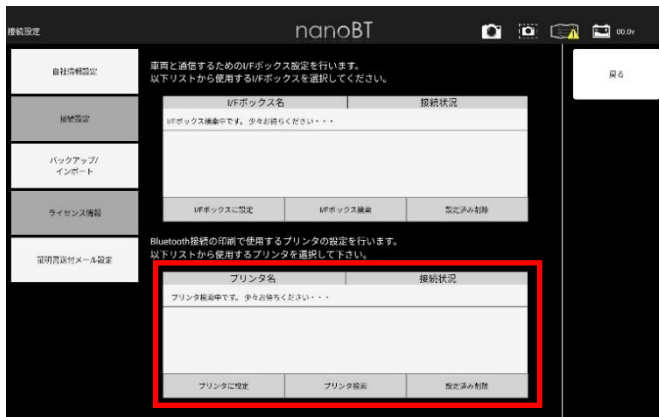 接続設定
nanoBT
00.0v
自社情報設定
接続設定
バックアップ/
インポート
ライセンス情報
証明書送付メール設定
車両と通信するためのI/Fボックス設定を行います。
以下リストから使用するI/Fボックスを選択してください。
I/Fボックス名 接続状況
I/Fボックス検索中です。 少々お待ちください・・・
I/Fボックスに設定 I/Fボックス検索 設定済み削除
Bluetooth接続の印刷で使用するプリンタの設定を行います。
以下リストから使用するプリンタを選択して下さい。
プリンタ名 接続状況
プリンタ検索中です。 少々お待ちください・・・
プリンタに設定 プリンタ検索 設定済み削除
戻る